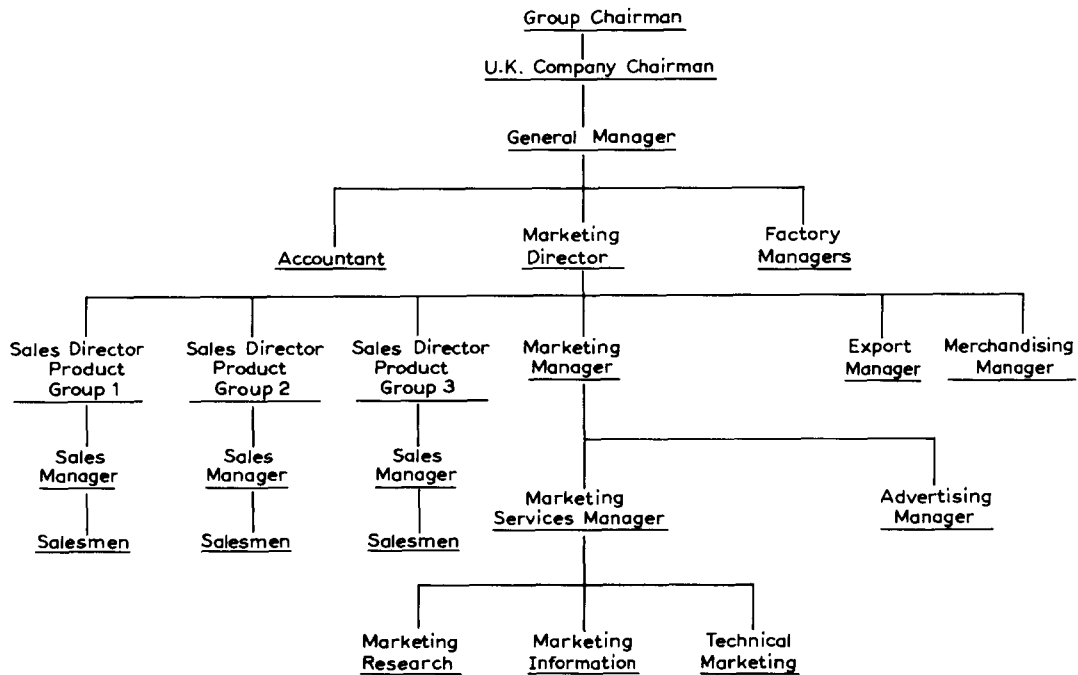 Group Chairman
U.K. Company Chairman
General Manager
Accountant
Marketing
Director
Factory
Managers
Sales Director
Product
Group 1
Sales Director
Product
Group 2
Sales Director
Product
Group 3
Marketing
Manager
Export
Manager
Merchandising
Manager
Sales
Manager
Sales
Manager
Sales
Manager
Marketing
Services Manager
Advertising
Manager
Salesmen
Salesmen
Salesmen
Marketing
Research
Marketing
Information
Technical
Marketing